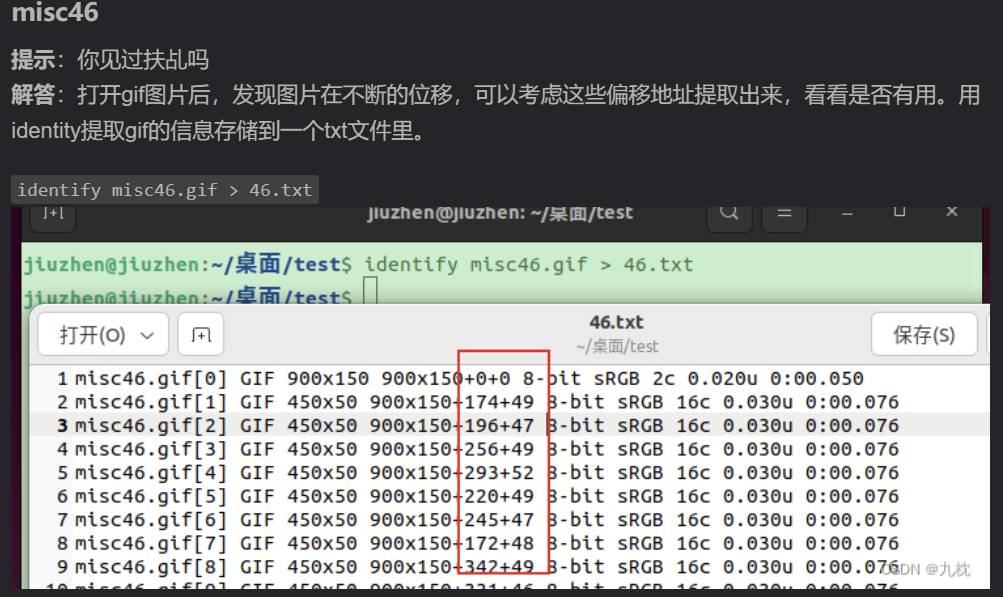 misc46
提示：你见过扶乩吗
解答：打开gif图片后，发现图片在不断的位移，可以考虑这些偏移地址提取出来，看看是否有用。用
identity提取gif的信息存储到一个txt文件里。
identify misc46.gif > 46.txt
jiuzhen@jiuzhen: ~/桌面/test
jiuzhen@jiuzhen:~/桌面/test$ identify misc46.gif > 46.txt
jiuzhen@jiuzhen:~/桌面/test$
打开(O) 46.txt 保存(S)
~/桌面/test
1 misc46.gif[0] GIF 900x150 900x150+0+0 8-bit sRGB 2c 0.020u 0:00.050
2 misc46.gif[1] GIF 450x50 900x150+174+49 8-bit sRGB 16c 0.030u 0:00.076
3 misc46.gif[2] GIF 450x50 900x150+196+47 8-bit sRGB 16c 0.030u 0:00.076
4 misc46.gif[3] GIF 450x50 900x150+256+49 8-bit sRGB 16c 0.030u 0:00.076
5 misc46.gif[4] GIF 450x50 900x150+293+52 8-bit sRGB 16c 0.030u 0:00.076
6 misc46.gif[5] GIF 450x50 900x150+220+49 8-bit sRGB 16c 0.030u 0:00.076
7 misc46.gif[6] GIF 450x50 900x150+245+47 8-bit sRGB 16c 0.030u 0:00.076
8 misc46.gif[7] GIF 450x50 900x150+172+48 8-bit sRGB 16c 0.030u 0:00.076
9 misc46.gif[8] GIF 450x50 900x150+342+49 8-bit sRGB 16c 0.030u 0:00.076
CSDN @九枕